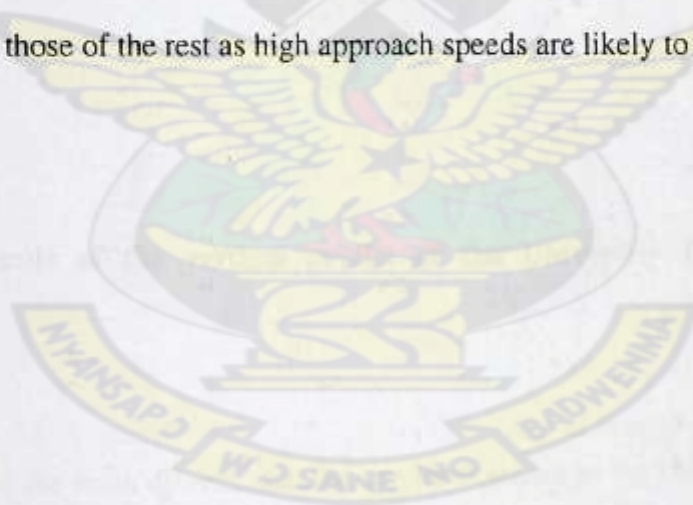 those of the rest as high approach speeds are likely to
NYANSAPƆ WƆSANE NO BADWENMA